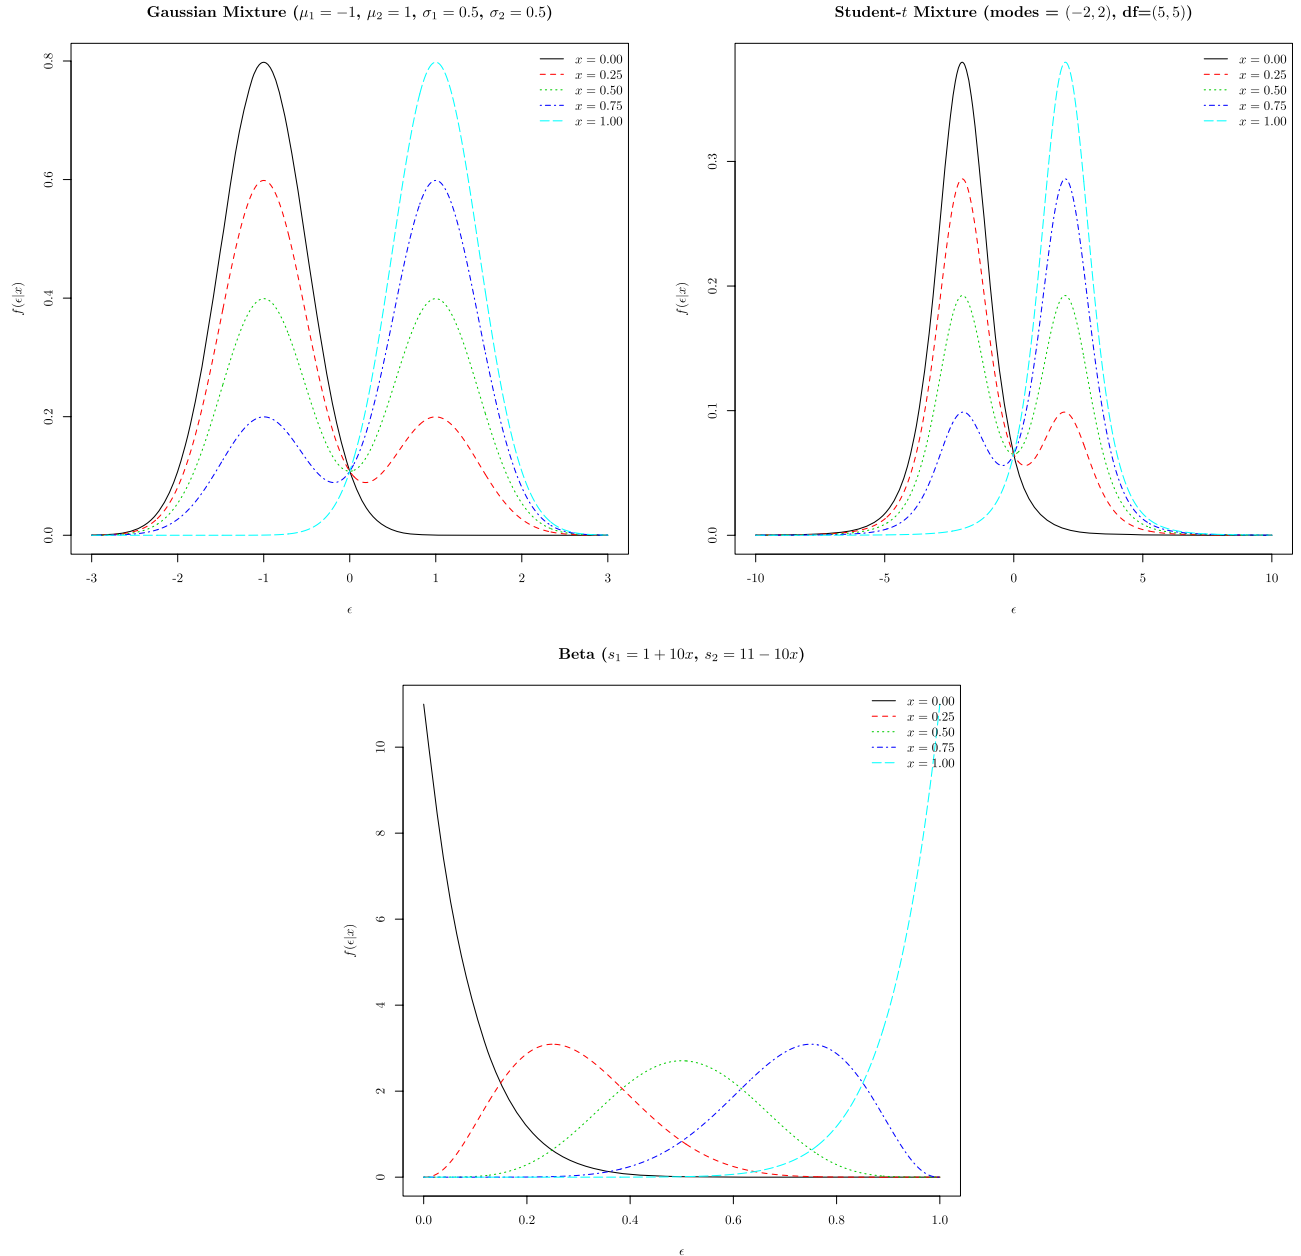 Gaussian Mixture (μ₁ = −1, μ₂ = 1, σ₁ = 0.5, σ₂ = 0.5)
f(ϵ|x)
0.8
0.6
0.4
0.2
0.0
x = 0.00
x = 0.25
x = 0.50
x = 0.75
x = 1.00
-3 -2 -1 0 1 2 3
ϵ
Student-t Mixture (modes = (−2, 2), df=(5, 5))
f(ϵ|x)
0.3
0.2
0.1
0.0
x = 0.00
x = 0.25
x = 0.50
x = 0.75
x = 1.00
-10 -5 0 5 10
ϵ
Beta (s₁ = 1 + 10x, s₂ = 11 − 10x)
f(ϵ|x)
10
8
6
4
2
0
x = 0.00
x = 0.25
x = 0.50
x = 0.75
x = 1.00
0.0 0.2 0.4 0.6 0.8 1.0
ϵ